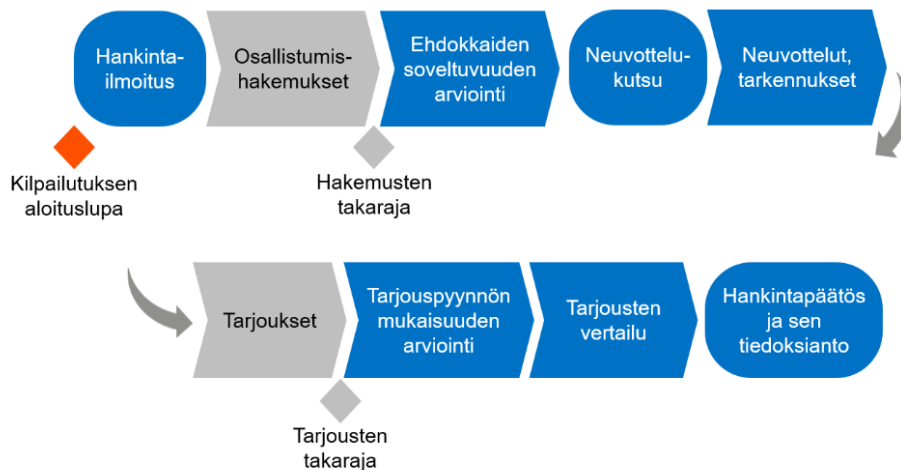 Hankinta-
ilmoitus
Osallistumis-
hakemukset
Ehdokkaiden
soveltuvuuden
arviointi
Neuvottelu-
kutsu
Neuvottelut,
tarkennukset
Kilpailutuksen
aloituslupa
Hakemusten
takaraja
Tarjoukset
Tarjouspyynnön
mukaisuuden
arviointi
Tarjousten
vertailu
Hankintapäätös
ja sen
tiedoksianto
Tarjousten
takaraja